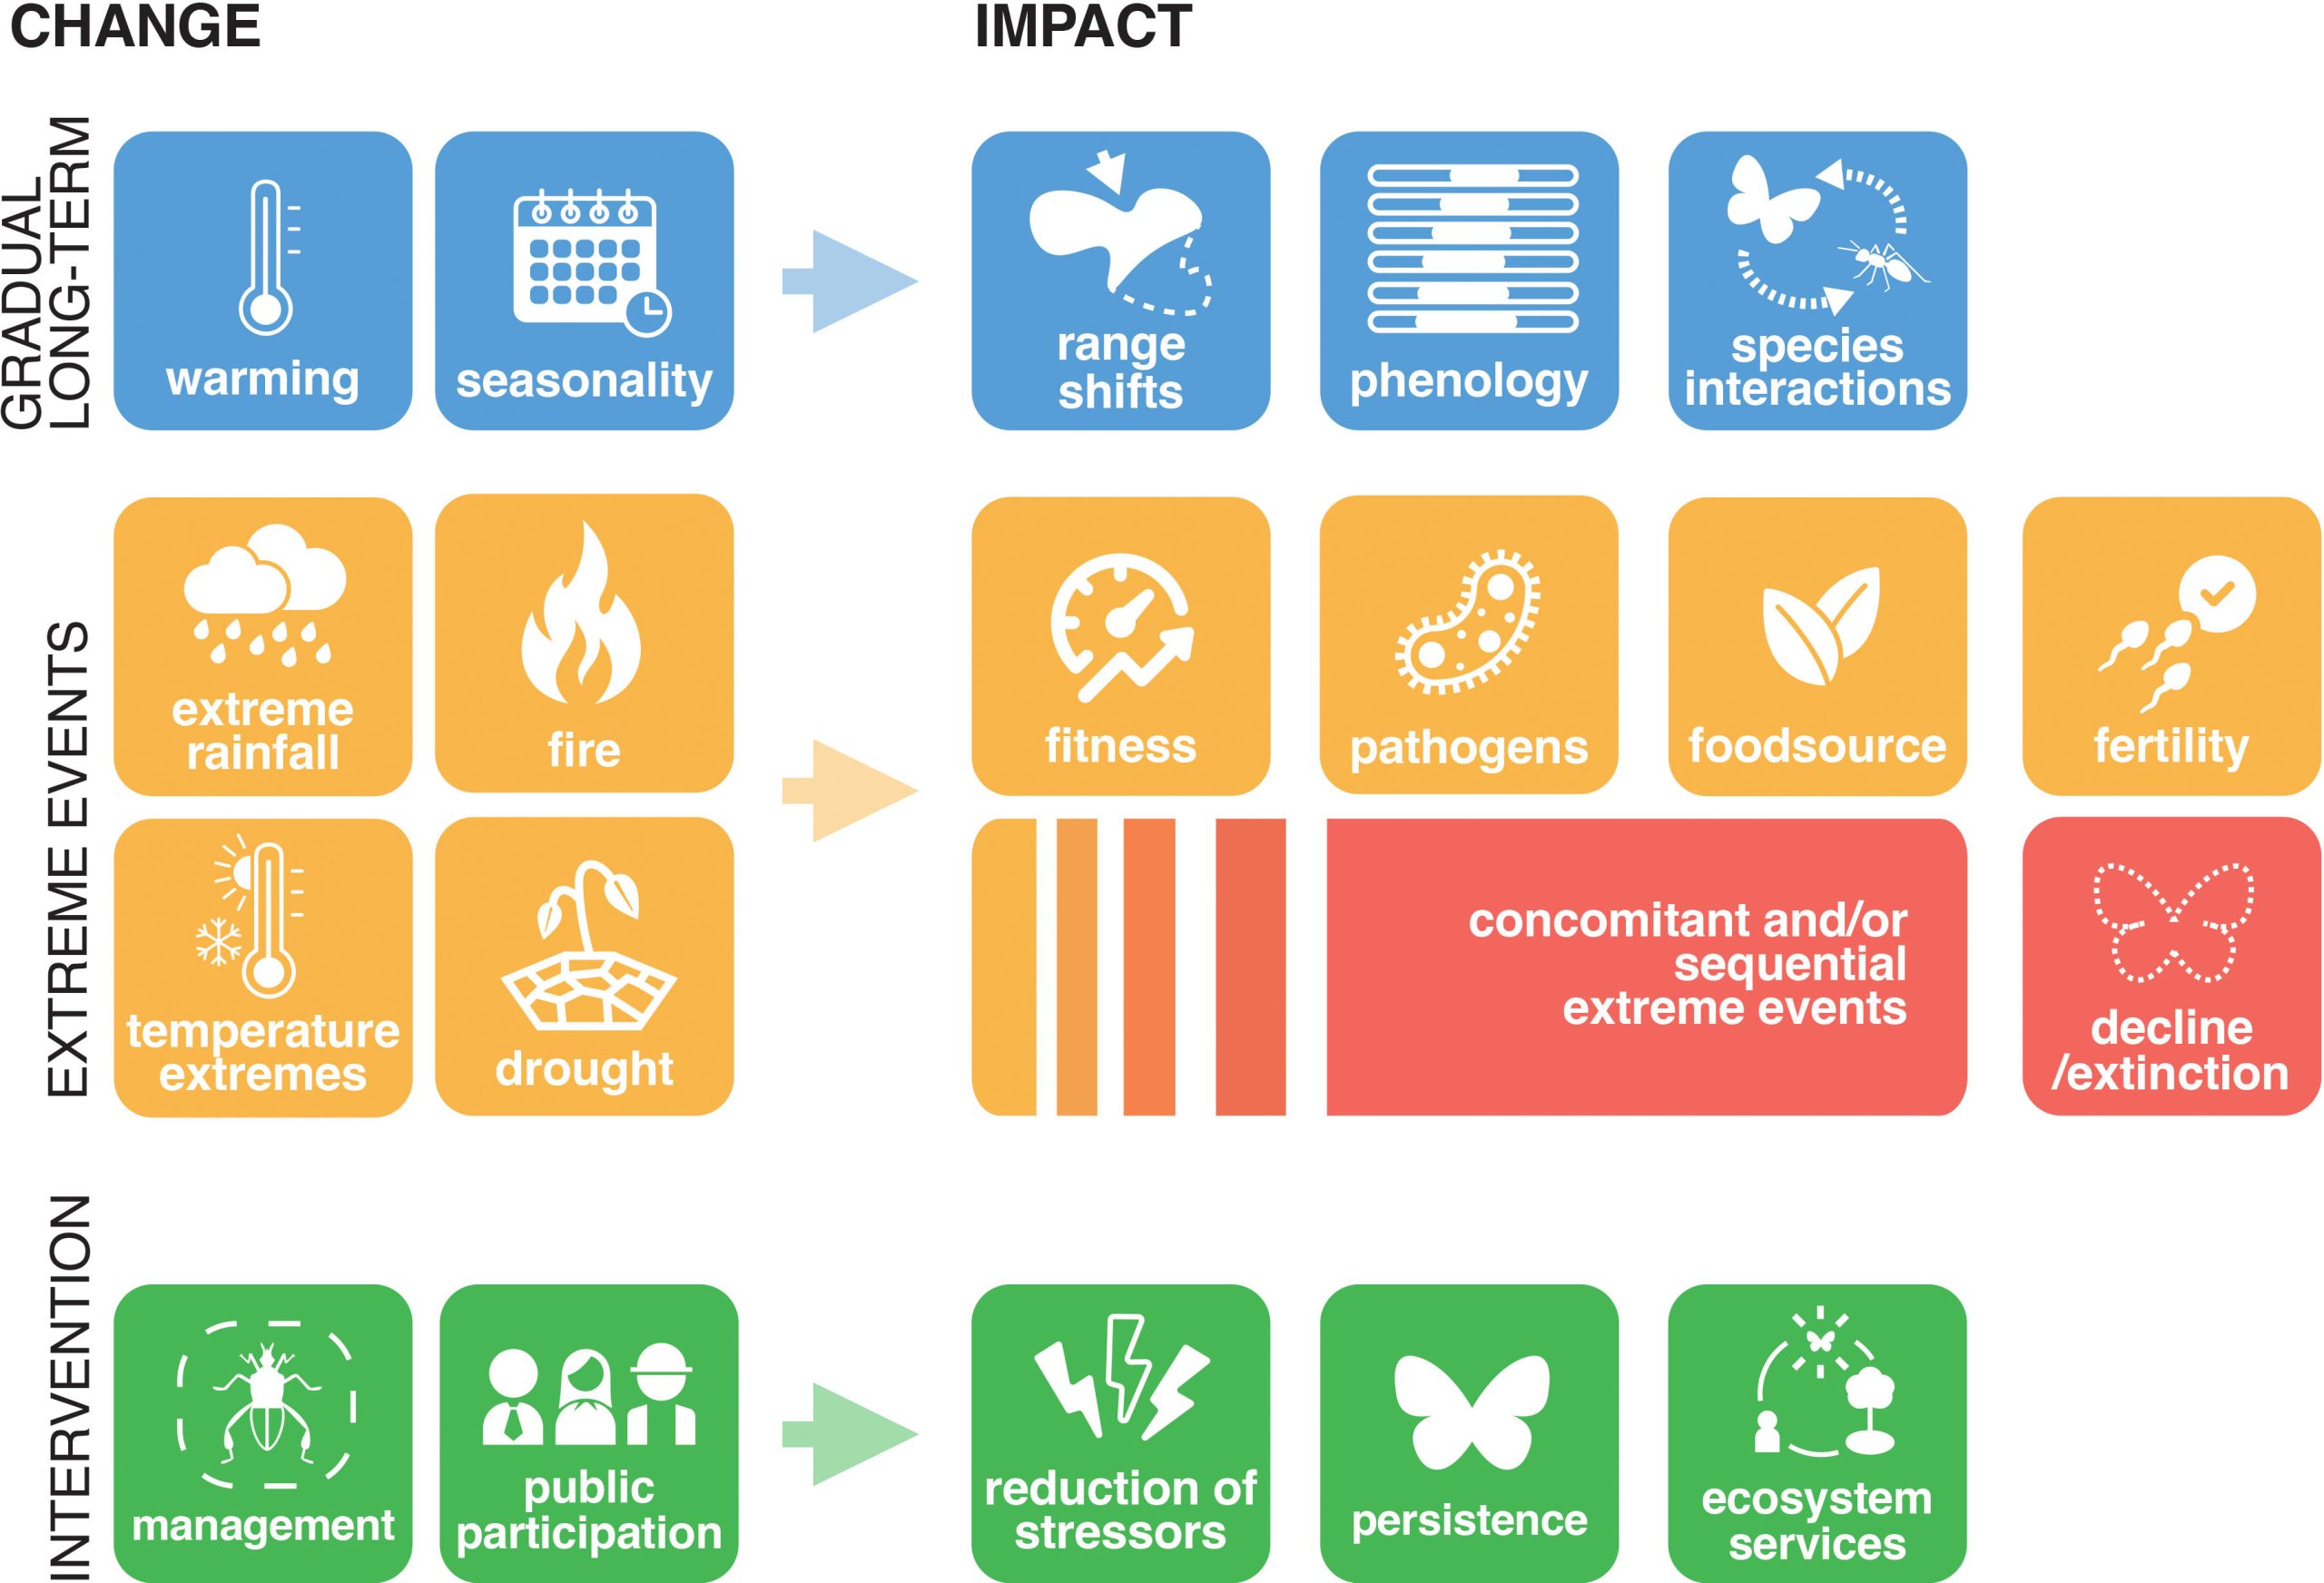 CHANGE
IMPACT
GRADUAL
LONG-TERM
warming
seasonality
range
shifts
phenology
species
interactions
EXTREME EVENTS
extreme
rainfall
fire
fitness
pathogens
foodsource
fertility
temperature
extremes
drought
concomitant and/or
sequential
extreme events
decline
/extinction
INTERVENTION
management
public
participation
reduction of
stressors
persistence
ecosystem
services